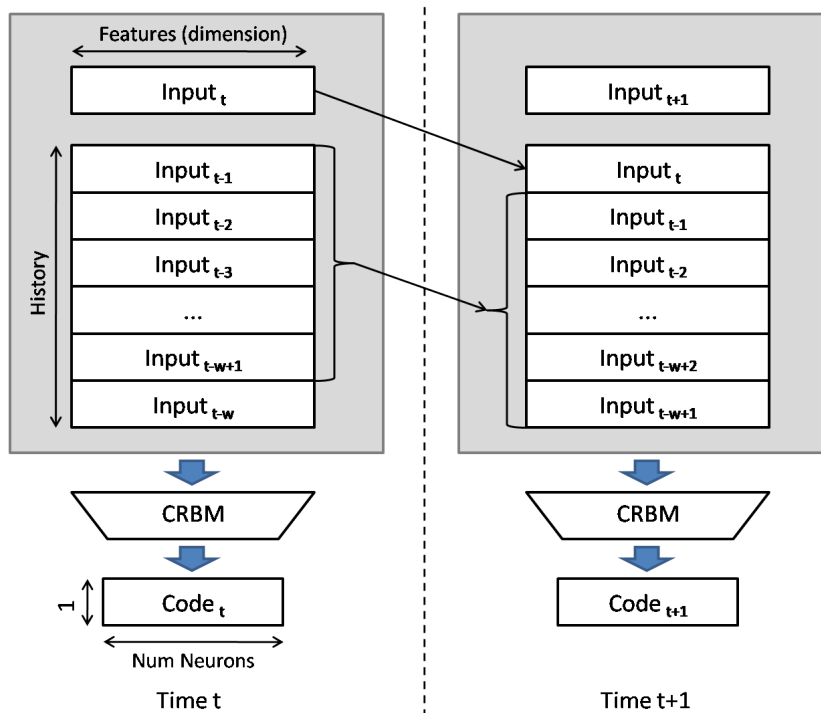 Features (dimension)
Input t
History
Input t-1
Input t-2
Input t-3
...
Input t-w+1
Input t-w
CRBM
1
Code t
Num Neurons
Time t
Input t+1
Input t
Input t-1
Input t-2
...
Input t-w+2
Input t-w+1
CRBM
Code t+1
Time t+1